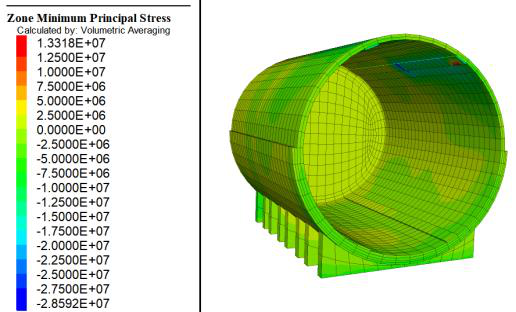 Zone Minimum Principal Stress
Calculated by: Volumetric Averaging
1.3318E+07
1.2500E+07
1.0000E+07
7.5000E+06
5.0000E+06
2.5000E+06
0.0000E+00
-2.5000E+06
-5.0000E+06
-7.5000E+06
-1.0000E+07
-1.2500E+07
-1.5000E+07
-1.7500E+07
-2.0000E+07
-2.2500E+07
-2.5000E+07
-2.7500E+07
-2.8592E+07